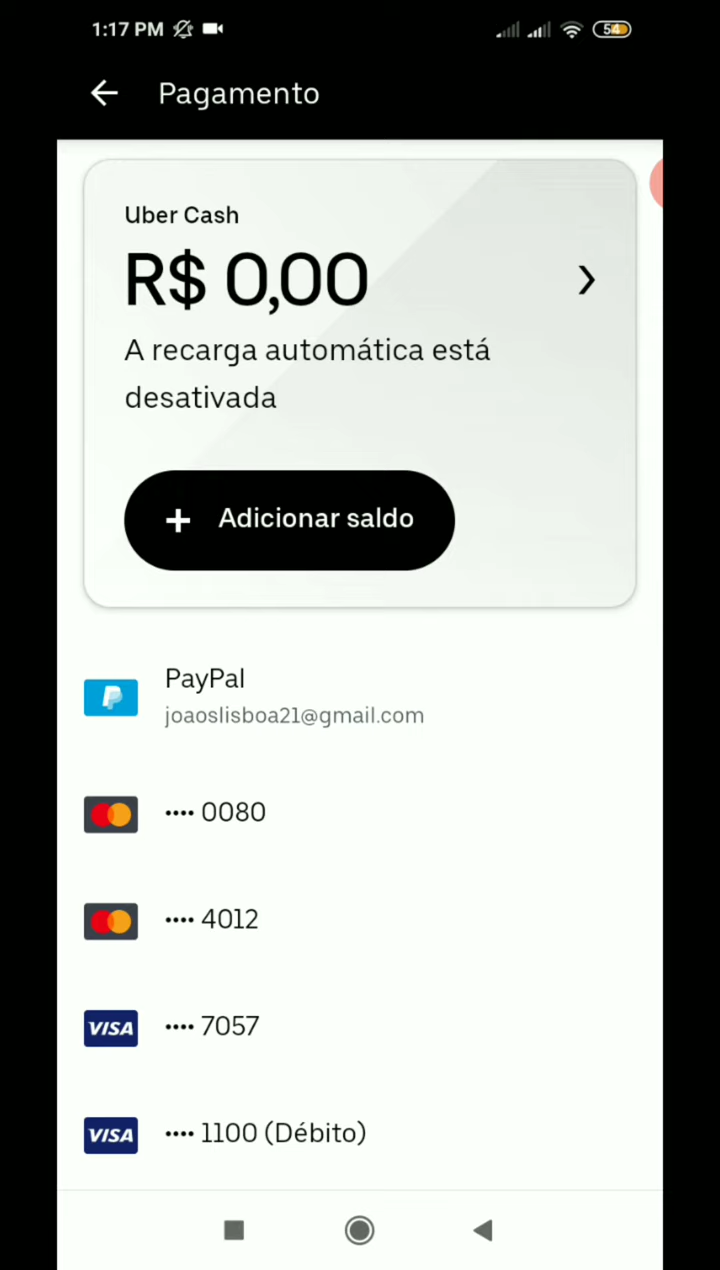 1:17 PM
54
Pagamento
Uber Cash
R$ 0,00
A recarga automática está
desativada
+ Adicionar saldo
PayPal
joaoslisboa21@gmail.com
•••• 0080
•••• 4012
VISA •••• 7057
VISA •••• 1100 (Débito)